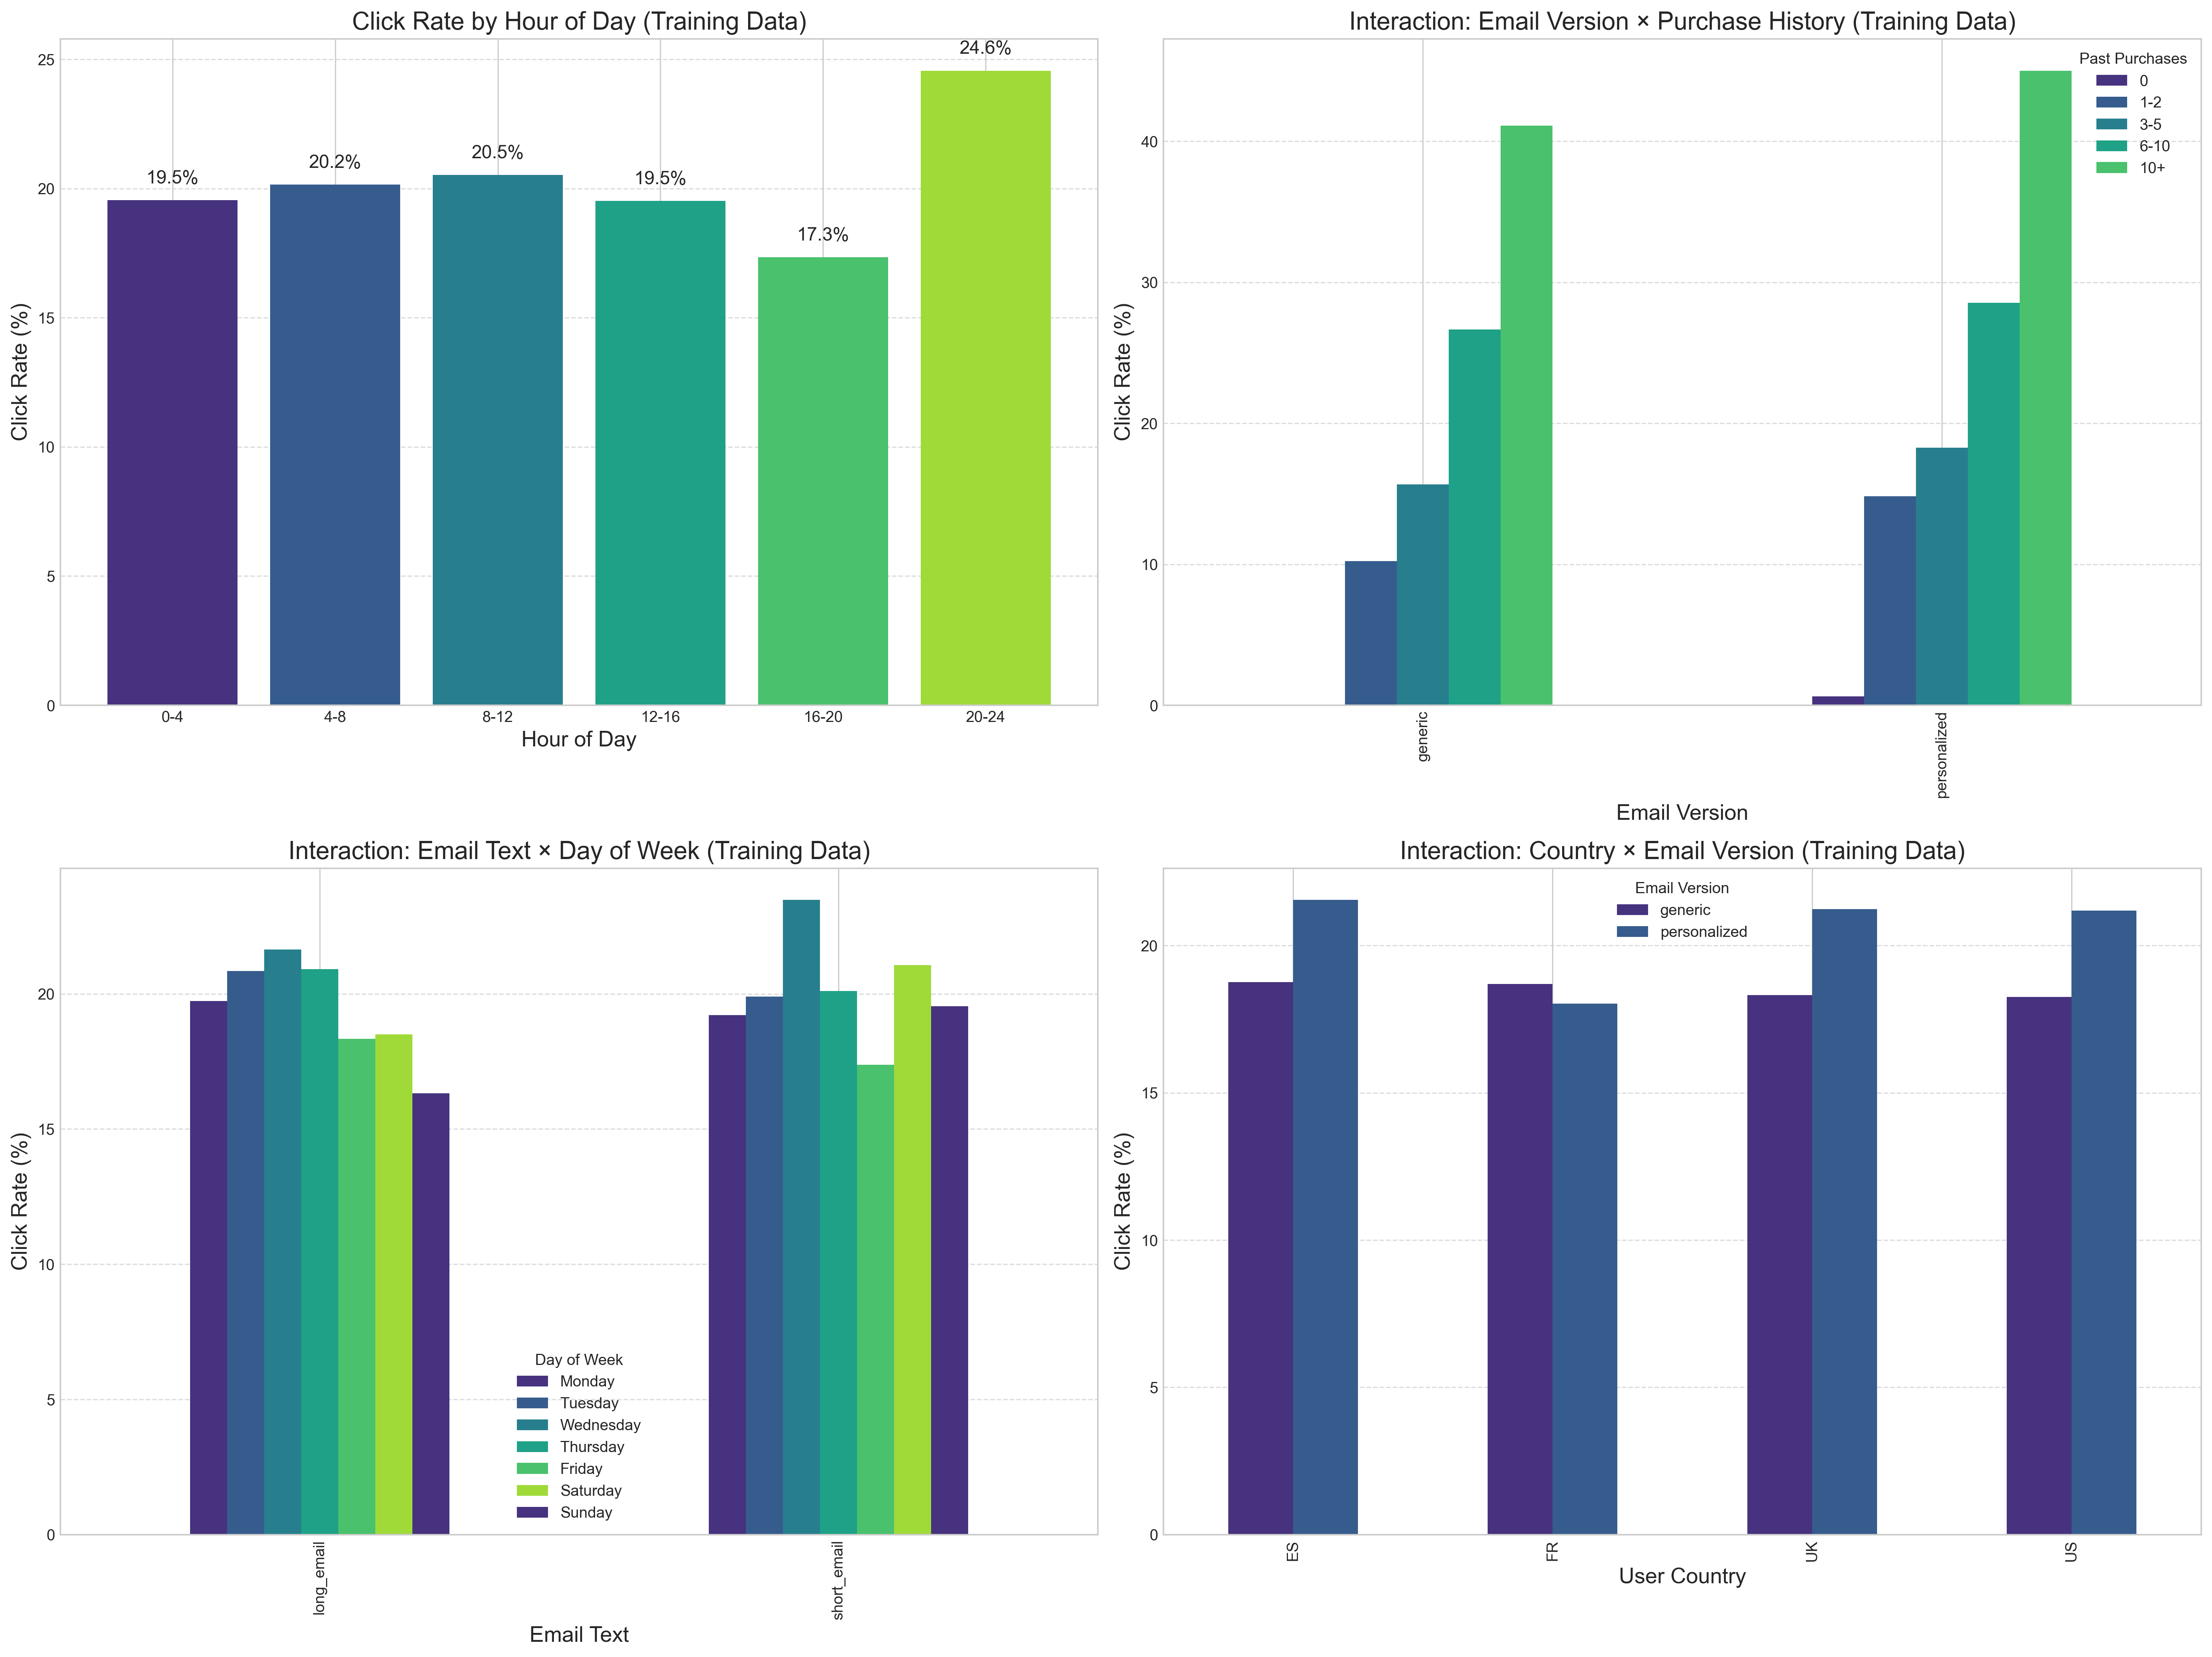 Click Rate by Hour of Day (Training Data)
Click Rate (%)
25
20
15
10
5
0
19.5%
20.2%
20.5%
19.5%
17.3%
24.6%
0-4
4-8
8-12
12-16
16-20
20-24
Hour of Day
Interaction: Email Version × Purchase History (Training Data)
Click Rate (%)
40
30
20
10
0
Past Purchases
0
1-2
3-5
6-10
10+
generic
personalized
Email Version
Interaction: Email Text × Day of Week (Training Data)
Click Rate (%)
20
15
10
5
0
Day of Week
Monday
Tuesday
Wednesday
Thursday
Friday
Saturday
Sunday
long_email
short_email
Email Text
Interaction: Country × Email Version (Training Data)
Click Rate (%)
20
15
10
5
0
Email Version
generic
personalized
ES
FR
UK
US
User Country